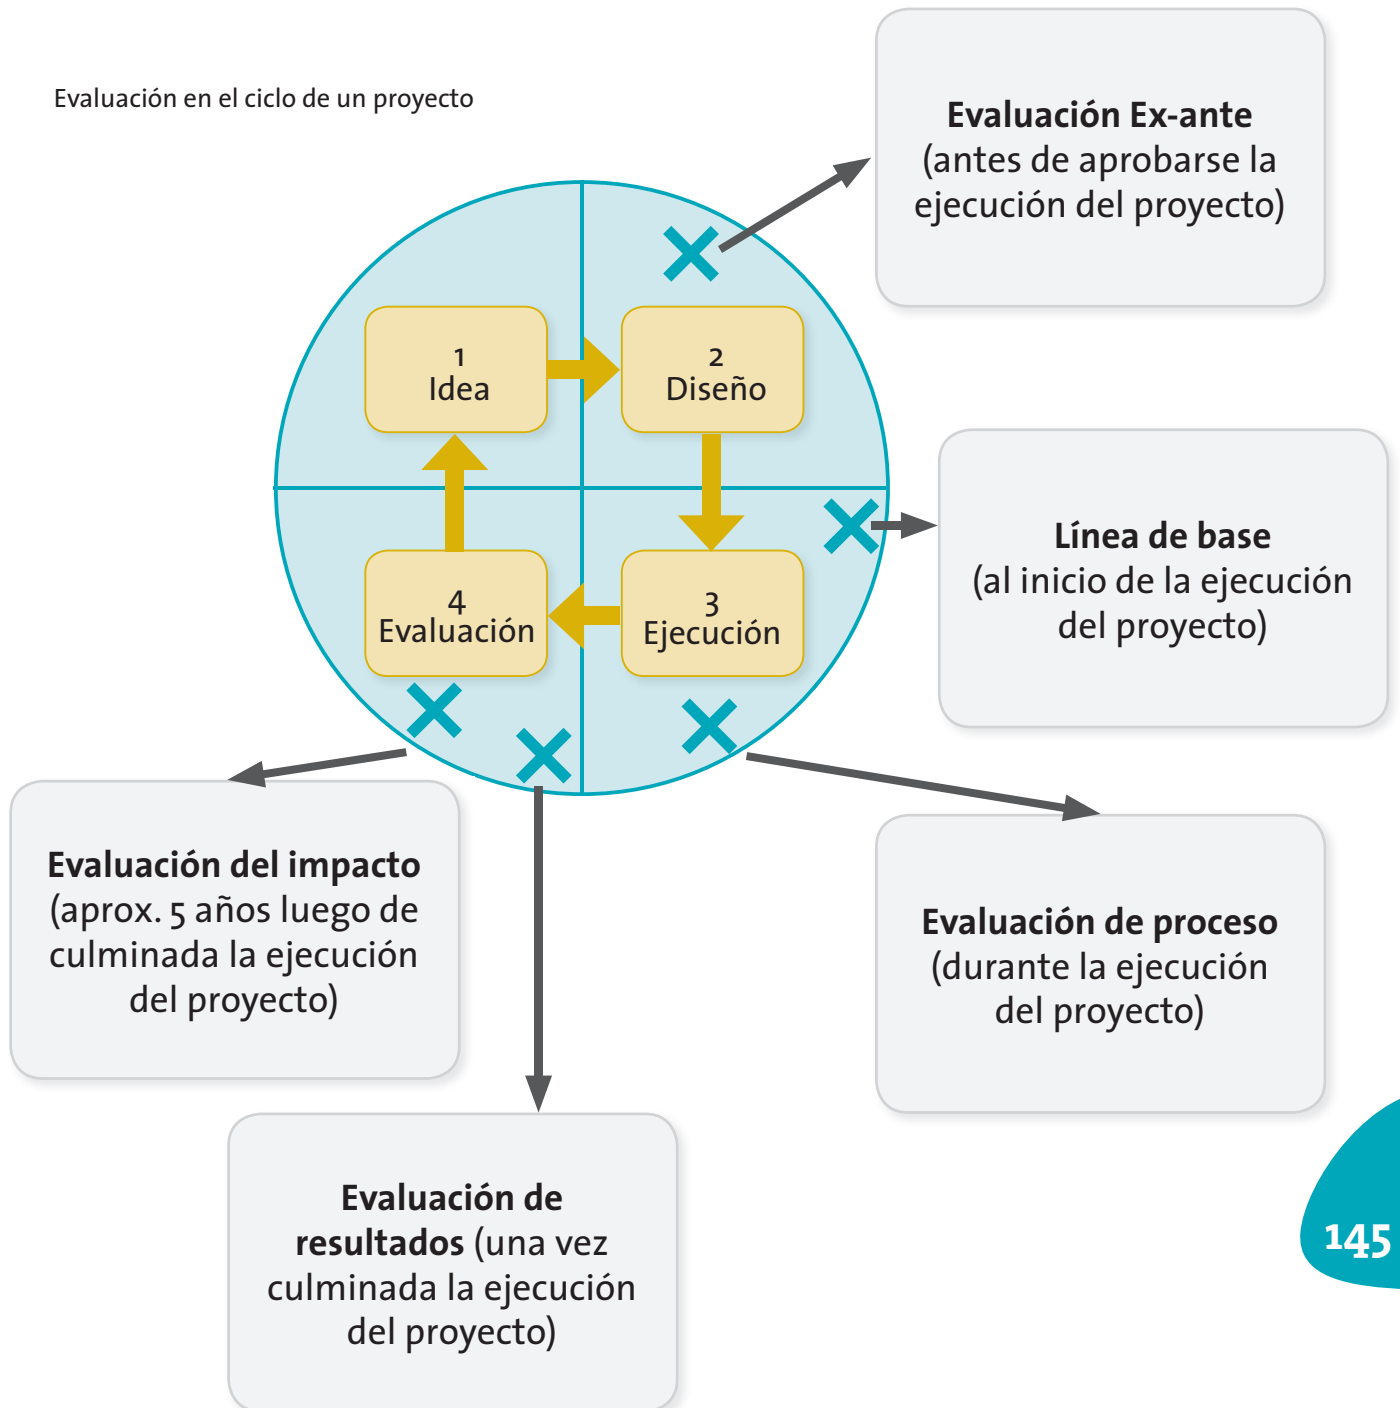 Evaluación en el ciclo de un proyecto
Evaluación Ex-ante
(antes de aprobarse la
ejecución del proyecto)
1
Idea
2
Diseño
Línea de base
(al inicio de la ejecución
del proyecto)
4
Evaluación
3
Ejecución
Evaluación del impacto
(aprox. 5 años luego de
culminada la ejecución
del proyecto)
Evaluación de proceso
(durante la ejecución
del proyecto)
Evaluación de
resultados (una vez
culminada la ejecución
del proyecto)
145